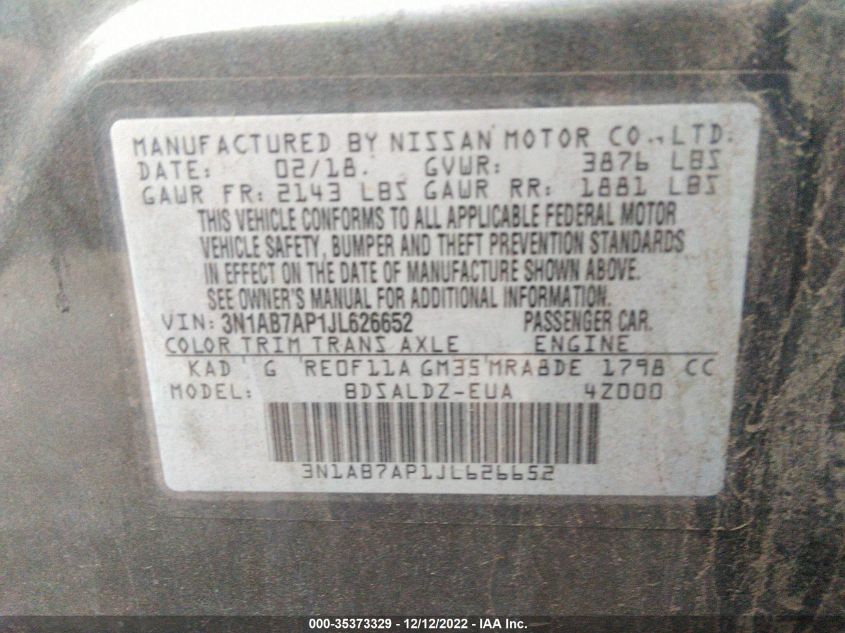 MANUFACTURED BY NISSAN MOTOR CO., LTD.
DATE: 02/18. GVWR: 3876 LBS
GAWR FR: 2143 LBS GAWR RR: 1881 LBS
THIS VEHICLE CONFORMS TO ALL APPLICABLE FEDERAL MOTOR
VEHICLE SAFETY, BUMPER AND THEFT PREVENTION STANDARDS
IN EFFECT ON THE DATE OF MANUFACTURE SHOWN ABOVE.
SEE OWNER'S MANUAL FOR ADDITIONAL INFORMATION.
VIN: 3N1AB7AP1JL626652 PASSENGER CAR.
COLOR TRIM TRANS AXLE ENGINE
KAD G RE0F11A GM35 MRA8DE 1798 CC
MODEL: BDSALDZ-EUA 4Z000
3N1AB7AP1JL626652
000-35373329 - 12/12/2022 - IAA Inc.